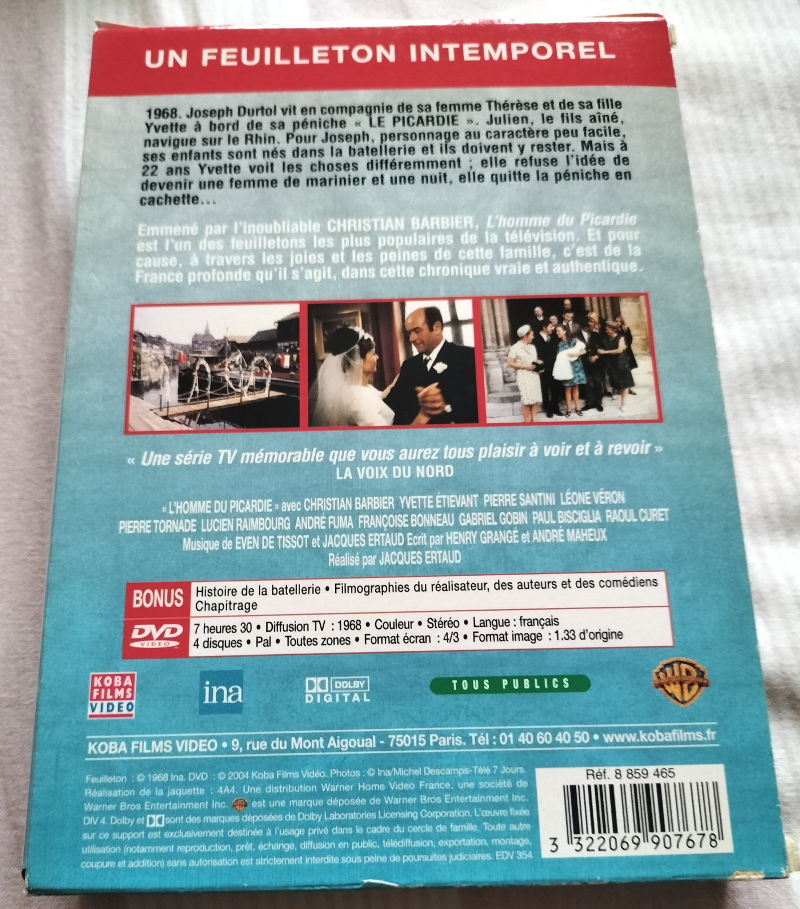 UN FEUILLETON INTEMPOREL
1968. Joseph Durtol vit en compagnie de sa femme Thérèse et de sa fille
Yvette à bord de sa péniche « LE PICARDIE ». Julien, le fils aîné,
navigue sur le Rhin. Pour Joseph, personnage au caractère peu facile,
ses enfants sont nés dans la batellerie et ils doivent y rester. Mais à
22 ans Yvette voit les choses différemment ; elle refuse l'idée de
devenir une femme de marinier et une nuit, elle quitte la péniche en
cachette...
Emmené par l'inoubliable CHRISTIAN BARBIER, L'homme du Picardie
est l'un des feuilletons les plus populaires de la télévision. Et pour
cause, à travers les joies et les peines de cette famille, c'est de la
France profonde qu'il s'agit, dans cette chronique vraie et authentique.
« Une série TV mémorable que vous aurez tous plaisir à voir et à revoir »
LA VOIX DU NORD
« L'HOMME DU PICARDIE » avec CHRISTIAN BARBIER YVETTE ÉTIEVANT PIERRE SANTINI LÉONE VÉRON
PIERRE TORNADE LUCIEN RAIMBOURG ANDRÉ FUMA FRANÇOISE BONNEAU GABRIEL GOBIN PAUL BISCIGLIA RAOUL CURET
Musique de EVEN DE TISSOT et JACQUES ERTAUD Ecrit par HENRY GRANGÉ et ANDRÉ MAHEUX
Réalisé par JACQUES ERTAUD
BONUS
Histoire de la batellerie • Filmographies du réalisateur, des auteurs et des comédiens
Chapitrage
DVD VIDEO
7 heures 30 • Diffusion TV : 1968 • Couleur • Stéréo • Langue : français
4 disques • Pal • Toutes zones • Format écran : 4/3 • Format image : 1.33 d'origine
KOBA
FILMS
VIDEO
ina
DOLBY
DIGITAL
TOUS PUBLICS
WB
KOBA FILMS VIDEO • 9, rue du Mont Aigoual - 75015 Paris. Tél : 01 40 60 40 50 • www.kobafilms.fr
Feuilleton : © 1968 Ina. DVD : © 2004 Koba Films Vidéo. Photos : © Ina/Michel Descamps-Télé 7 Jours.
Réalisation de la jaquette : 4A4. Une distribution Warner Home Video France, une société de
Warner Bros Entertainment Inc. WB est une marque déposée de Warner Bros Entertainment Inc.
DIV 4. Dolby et sont des marques déposées de Dolby Laboratories Licensing Corporation. L'œuvre fixée
sur ce support est exclusivement destinée à l'usage privé dans le cadre du cercle de famille. Toute autre
utilisation (notamment reproduction, prêt, échange, diffusion en public, télédiffusion, exportation, montage,
coupure et addition) sans autorisation est strictement interdite sous peine de poursuites judiciaires. EDV 354
Réf. 8 859 465
3 322069 907678